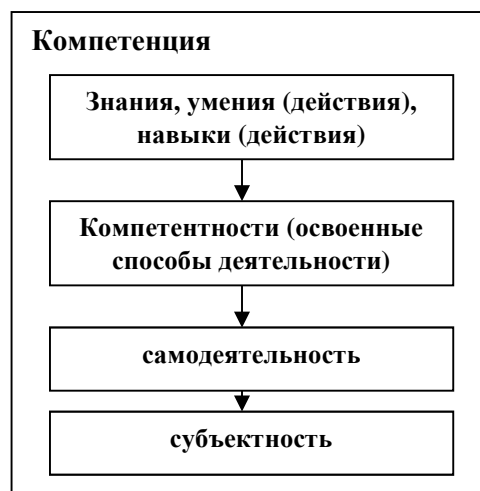 Компетенция
Знания, умения (действия),
навыки (действия)
Компетентности (освоенные
способы деятельности)
самодеятельность
субъектность